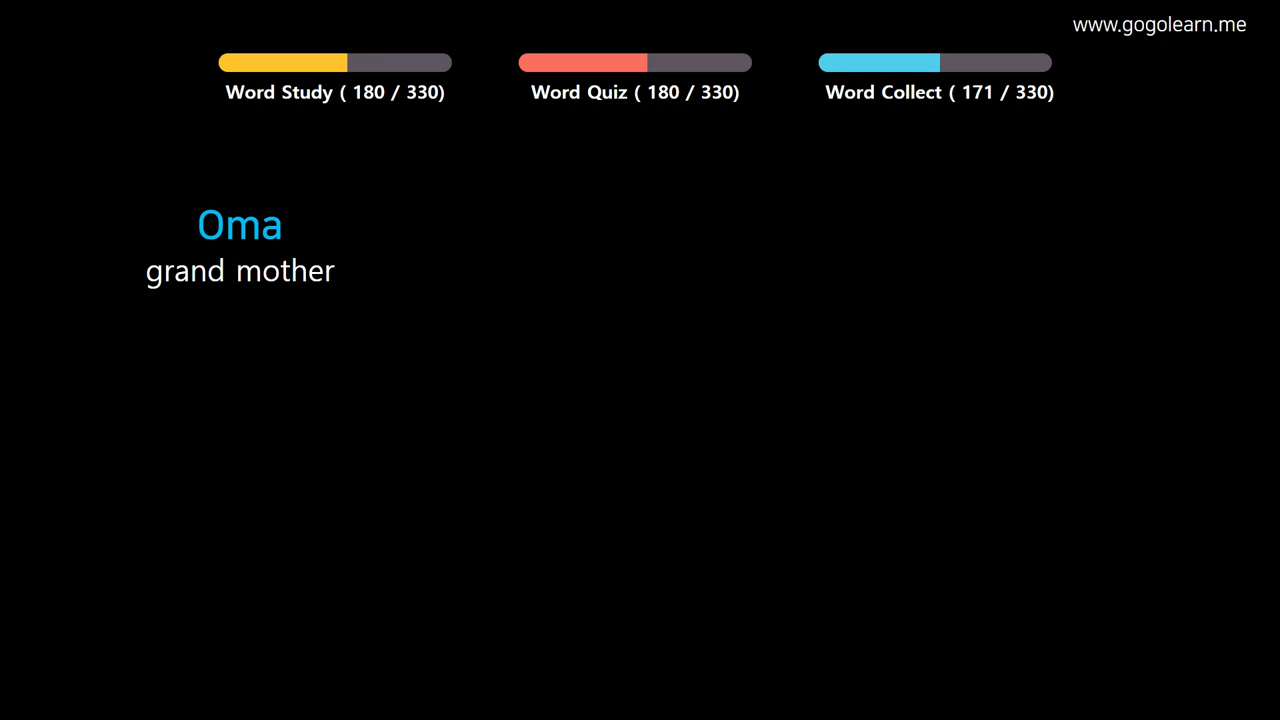 www.gogolearn.me
Word Study ( 180 / 330)
Word Quiz ( 180 / 330)
Word Collect ( 171 / 330)
Oma
grand mother